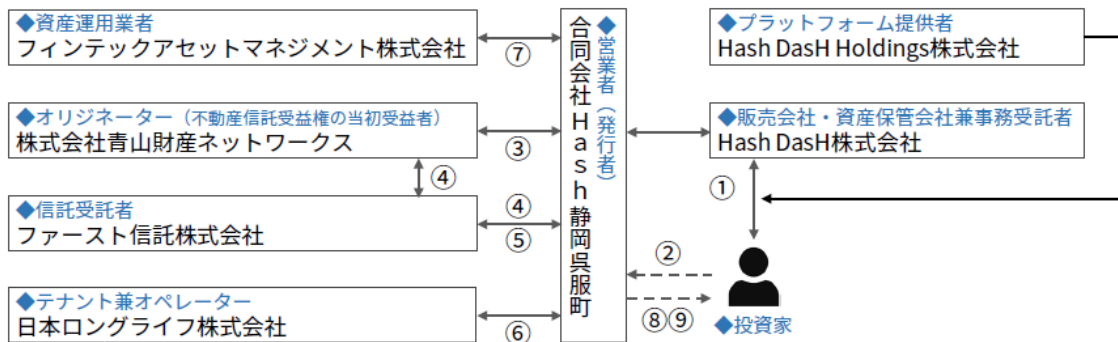 ◆資産運用業者
フィンテックアセットマネジメント株式会社
⑦
◆オリジネーター（不動産信託受益権の当初受益者）
株式会社青山財産ネットワークス
③
④
◆信託受託者
ファースト信託株式会社
④
⑤
◆テナント兼オペレーター
日本ロングライフ株式会社
⑥
◆営業者（発行者）
合同会社Ｈａｓｈ静岡呉服町
◆プラットフォーム提供者
Hash DasH Holdings株式会社
◆販売会社・資産保管会社兼事務受託者
Hash DasH株式会社
①
②
⑧⑨
◆投資家